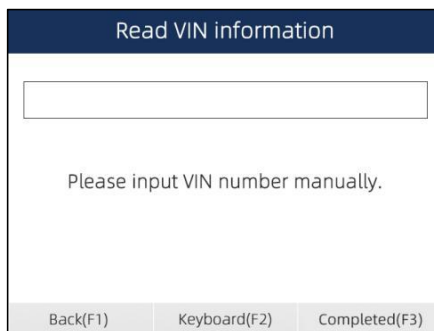 Read VIN information
Please input VIN number manually.
Back(F1) Keyboard(F2) Completed(F3)